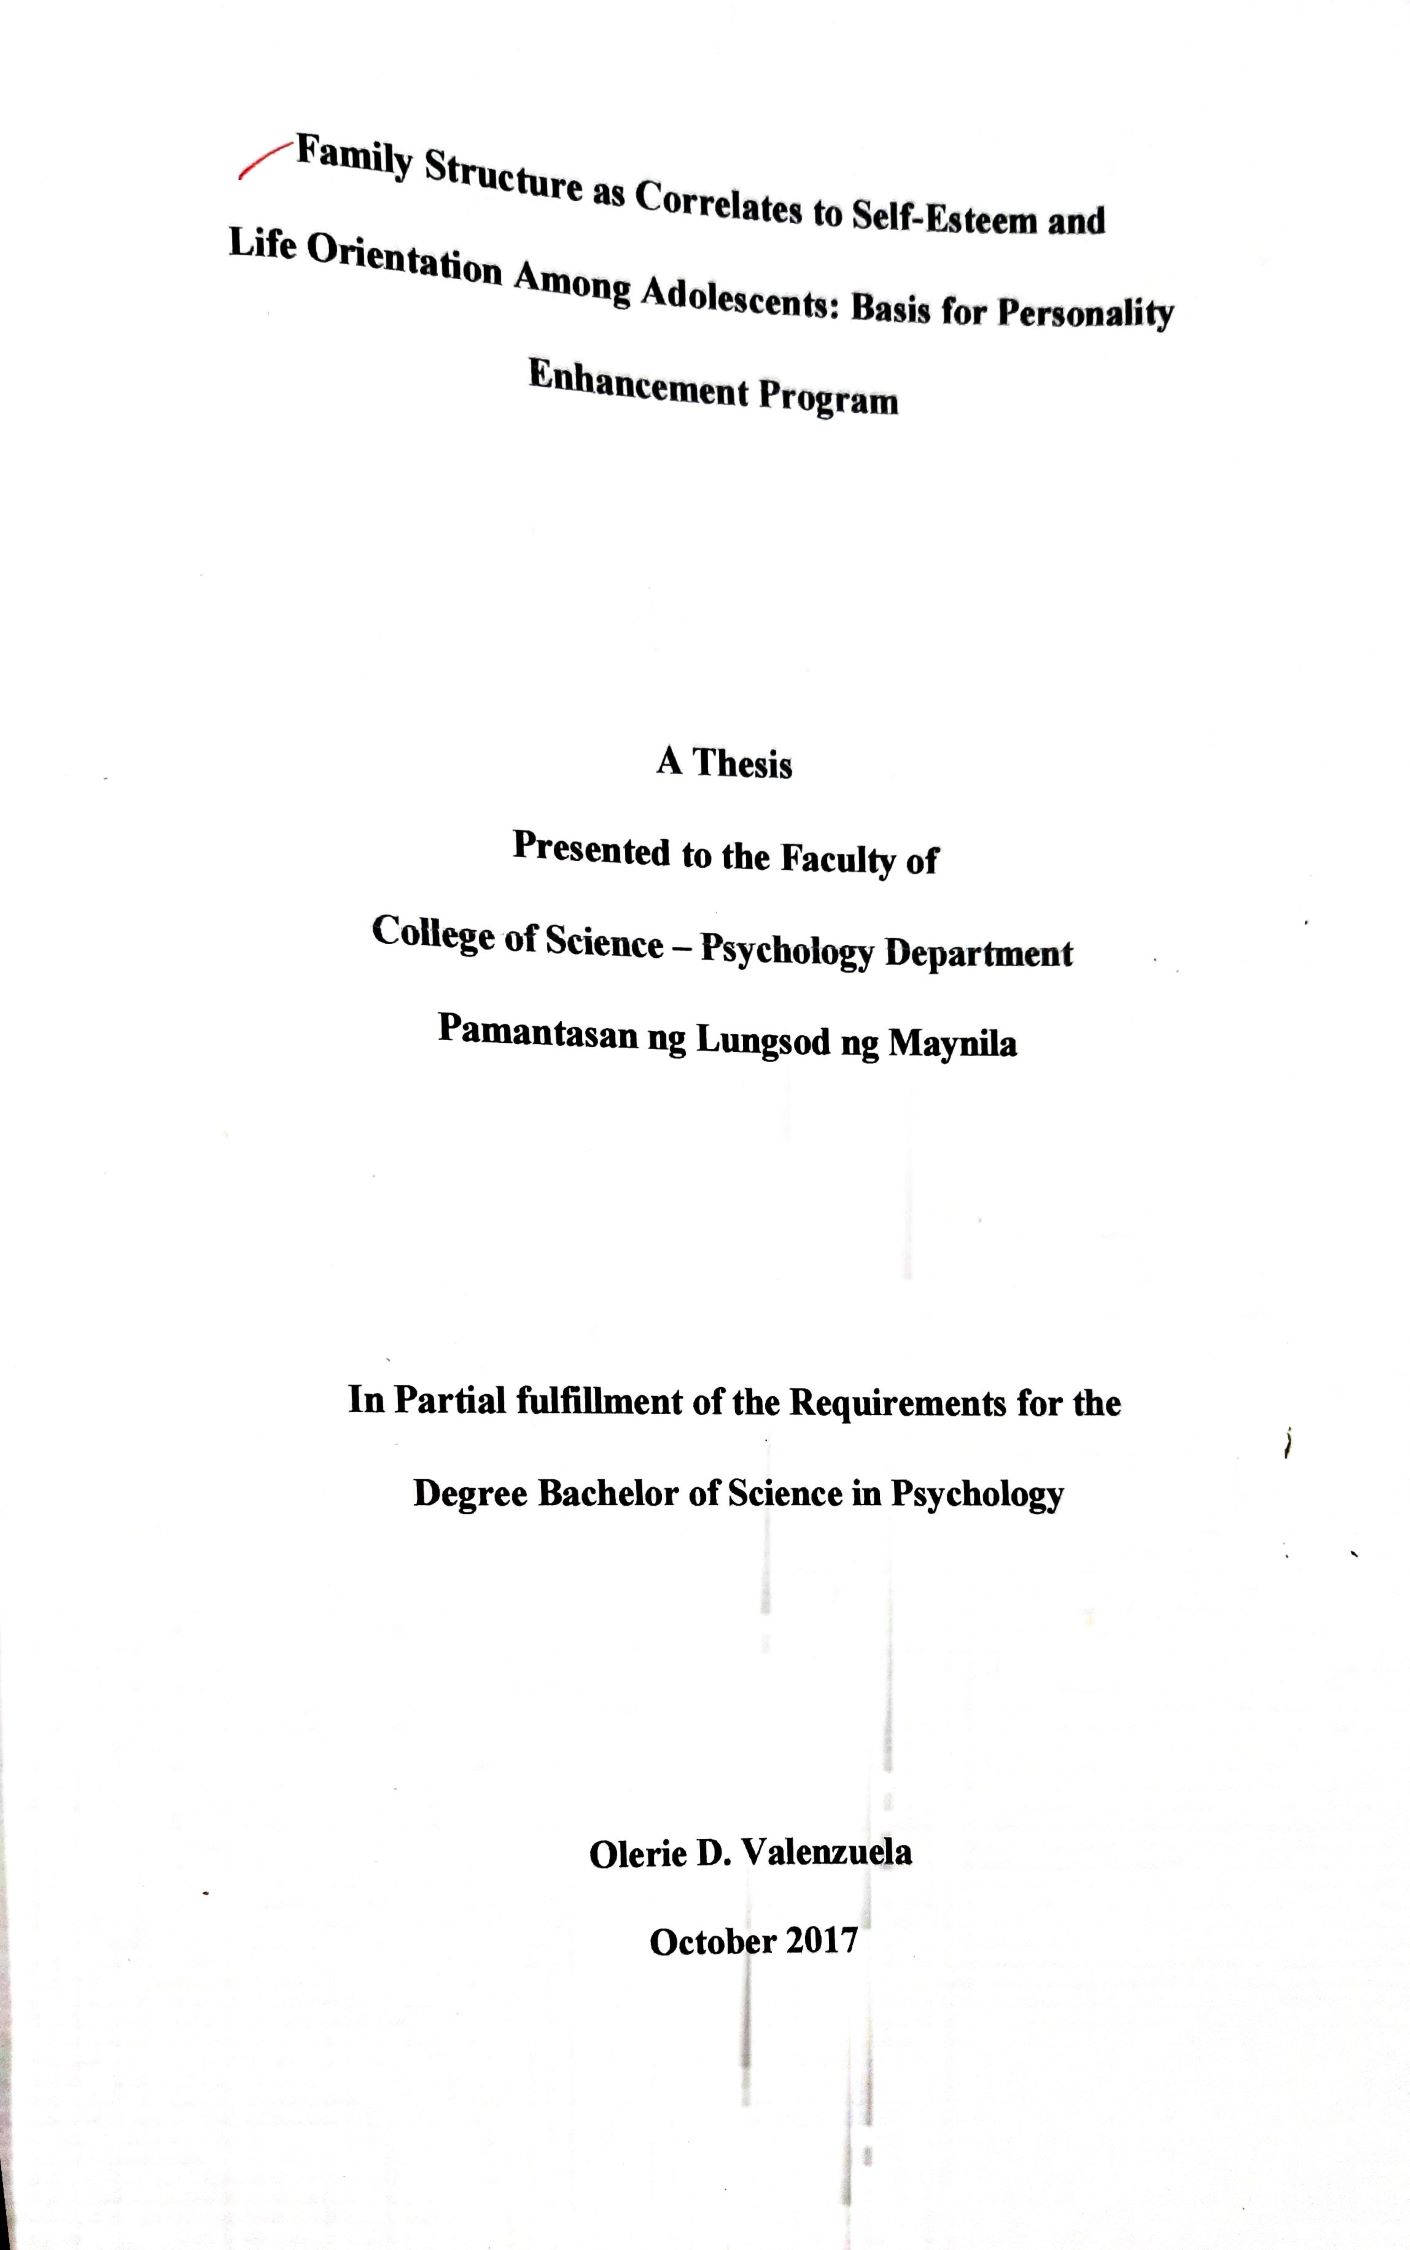 Family Structure as Correlates to Self-Esteem and
Life Orientation Among Adolescents: Basis for Personality
Enhancement Program
A Thesis
Presented to the Faculty of
College of Science – Psychology Department
Pamantasan ng Lungsod ng Maynila
In Partial fulfillment of the Requirements for the
Degree Bachelor of Science in Psychology
Olerie D. Valenzuela
October 2017